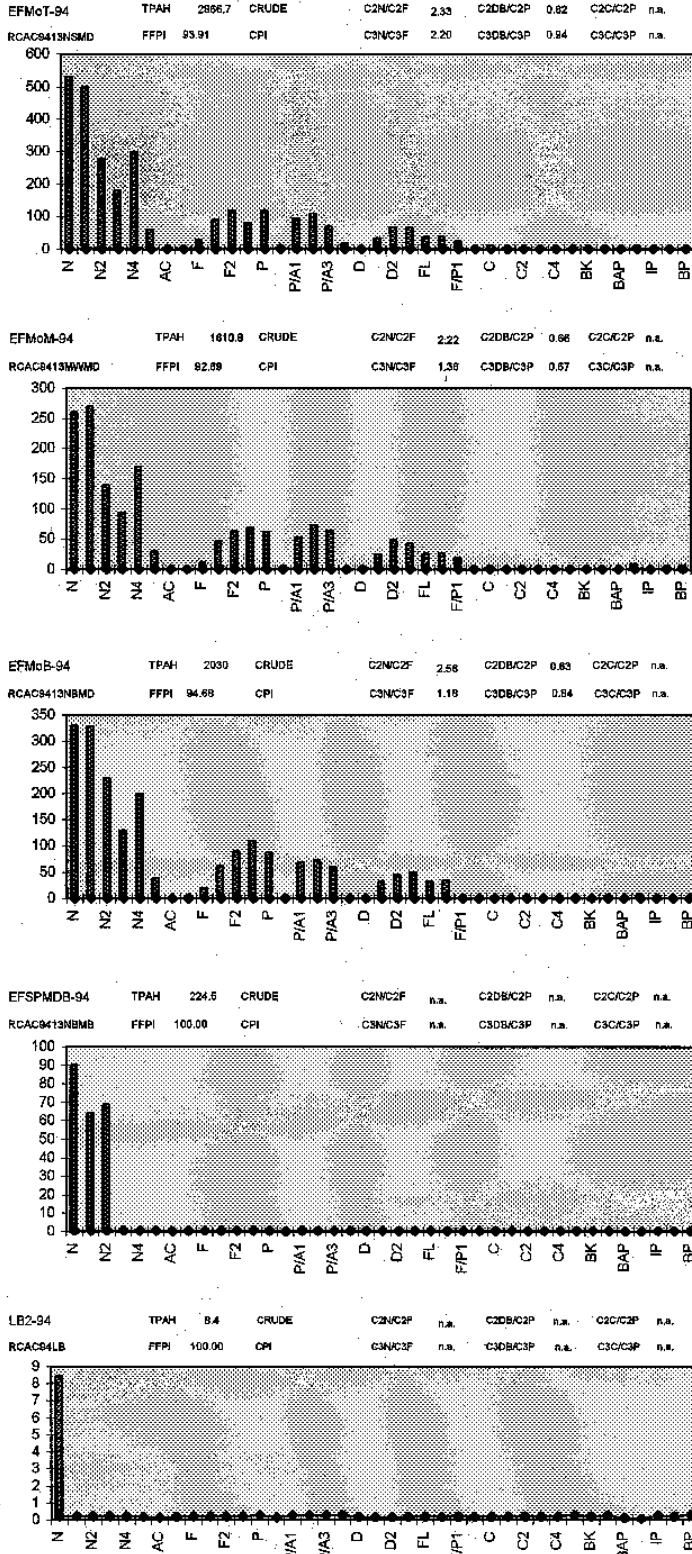 EFMoT-94 TPAH 2866.7 CRUDE C2N/C2F 2.33 C2DB/C2P 0.82 C2C/C2P n.a.
RCAC9413NSMD FFPI 93.91 CPI C3N/C3F 2.20 C3DB/C3P 0.94 C3C/C3P n.a.
600
500
400
300
200
100
0
N N2 N4 AC F F2 P P/A1 P/A3 D D2 FL F/P1 C C2 C4 BK BAP IP BP
EFMoM-94 TPAH 1610.8 CRUDE C2N/C2F 2.22 C2DB/C2P 0.66 C2C/C2P n.a.
RCAC9413MWMD FFPI 92.69 CPI C3N/C3F 1.36 C3DB/C3P 0.67 C3C/C3P n.a.
300
250
200
150
100
50
0
N N2 N4 AC F F2 P P/A1 P/A3 D D2 FL F/P1 C C2 C4 BK BAP IP BP
EFMoB-94 TPAH 2030 CRUDE C2N/C2F 2.56 C2DB/C2P 0.63 C2C/C2P n.a.
RCAC9413NBMD FFPI 94.68 CPI C3N/C3F 1.18 C3DB/C3P 0.84 C3C/C3P n.a.
350
300
250
200
150
100
50
0
N N2 N4 AC F F2 P P/A1 P/A3 D D2 FL F/P1 C C2 C4 BK BAP IP BP
EFSPMDB-94 TPAH 224.5 CRUDE C2N/C2F n.a. C2DB/C2P n.a. C2C/C2P n.a.
RCAC9413NBMB FFPI 100.00 CPI C3N/C3F n.a. C3DB/C3P n.a. C3C/C3P n.a.
100
90
80
70
60
50
40
30
20
10
0
N N2 N4 AC F F2 P P/A1 P/A3 D D2 FL F/P1 C C2 C4 BK BAP IP BP
LB2-94 TPAH 8.4 CRUDE C2N/C2F n.a. C2DB/C2P n.a. C2C/C2P n.a.
RCAC94LB FFPI 100.00 CPI C3N/C3F n.a. C3DB/C3P n.a. C3C/C3P n.a.
9
8
7
6
5
4
3
2
1
0
N N2 N4 AC F F2 P P/A1 P/A3 D D2 FL F/P1 C C2 C4 BK BAP IP BP